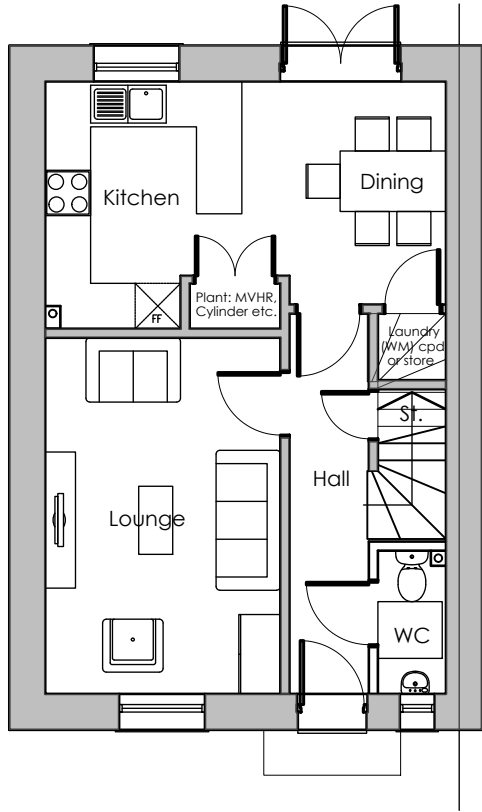 Kitchen
Dining
Plant: MVHR,
Cylinder etc.
FF
Laundry
(WM) cpd
or store
St.
Hall
Lounge
WC